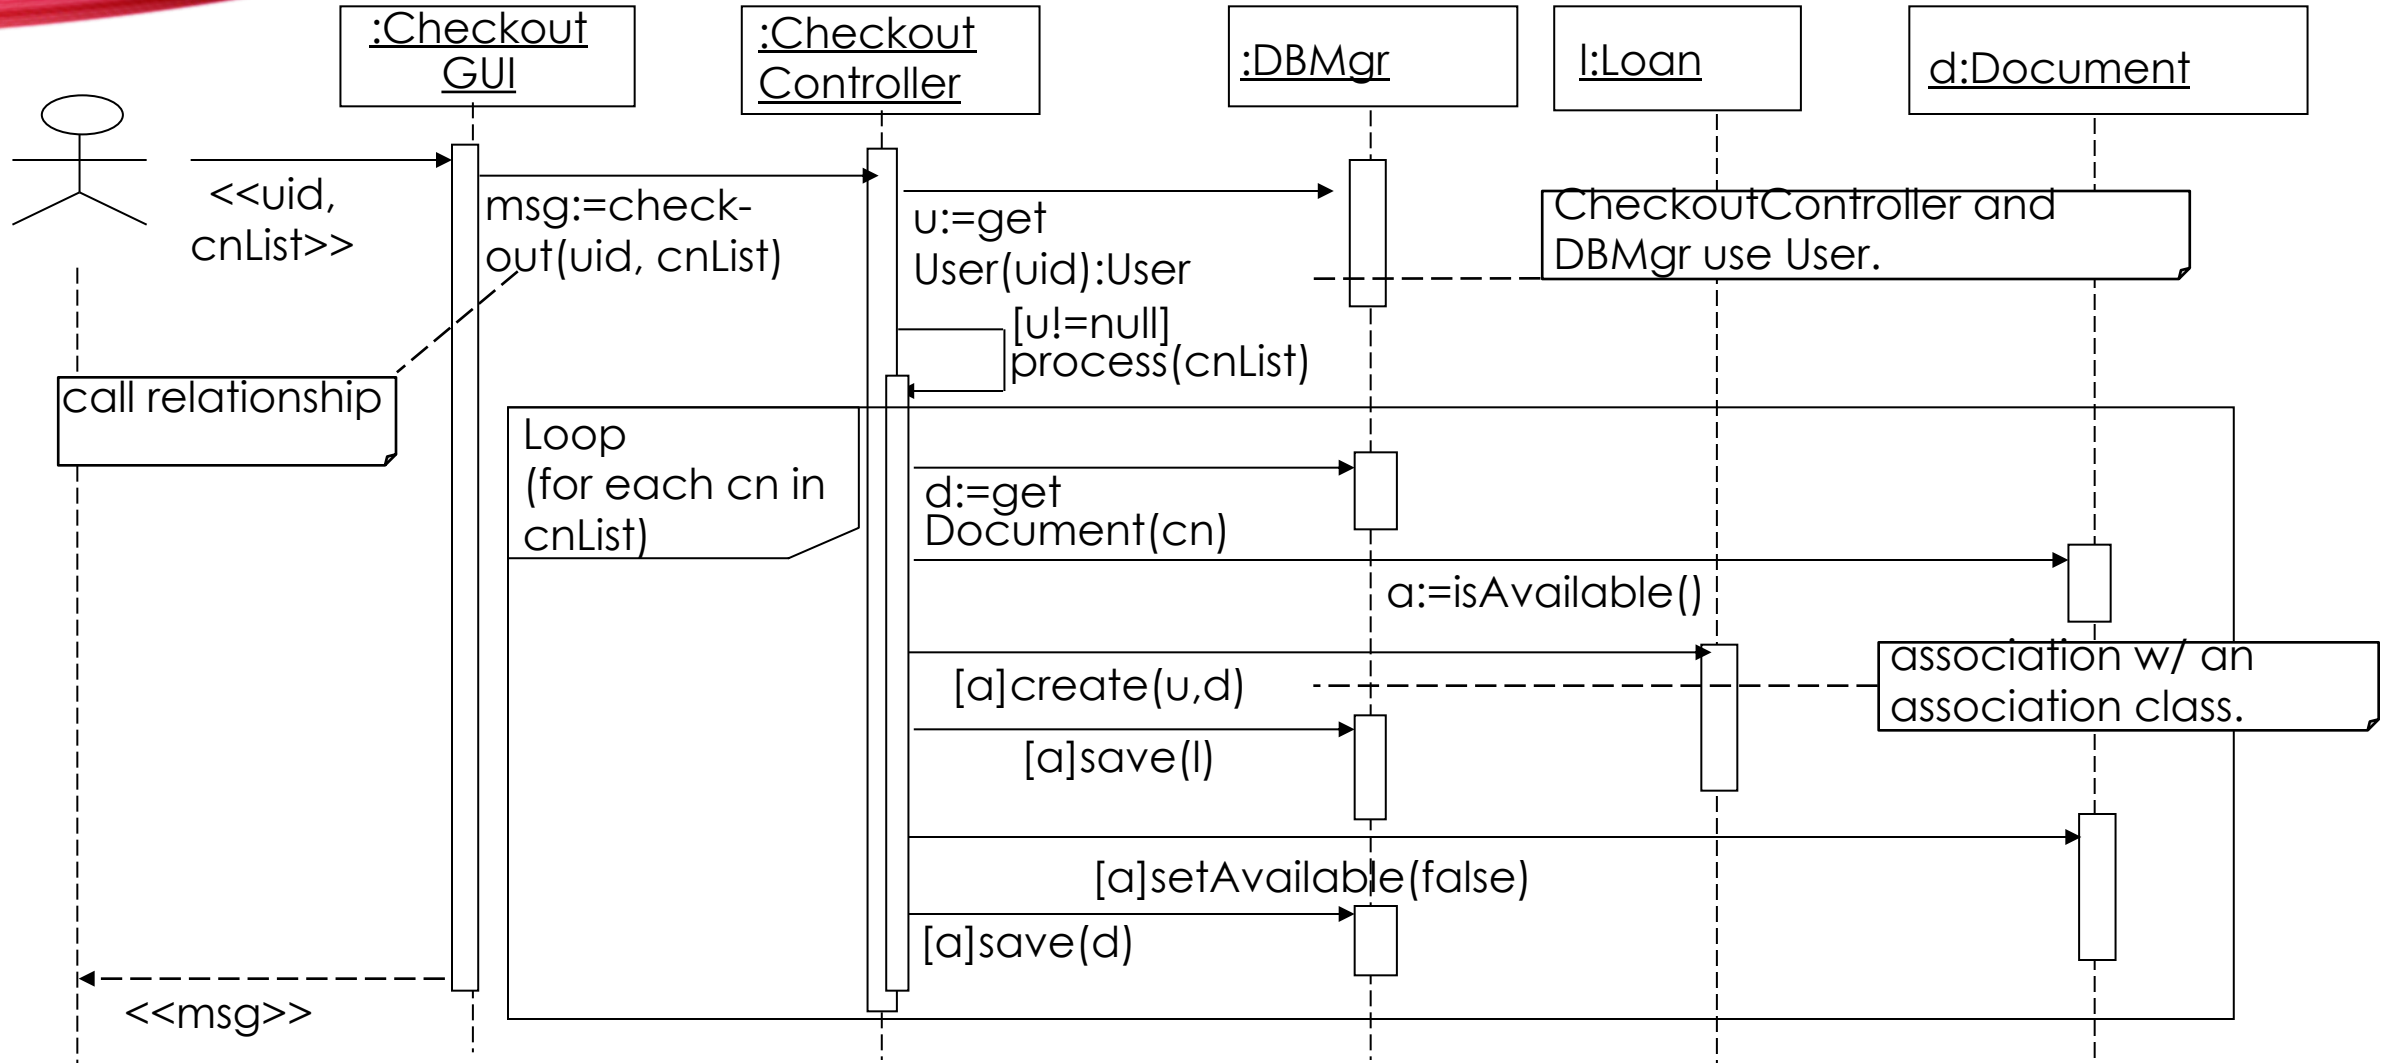 :Checkout
GUI
:Checkout
Controller
:DBMgr
l:Loan
d:Document
<<uid,
cnList>>
msg:=check-
out(uid, cnList)
u:=get
User(uid):User
CheckoutController and
DBMgr use User.
[u!=null]
process(cnList)
call relationship
Loop
(for each cn in
cnList)
d:=get
Document(cn)
a:=isAvailable()
[a]create(u,d)
association w/ an
association class.
[a]save(l)
[a]setAvailable(false)
[a]save(d)
<<msg>>